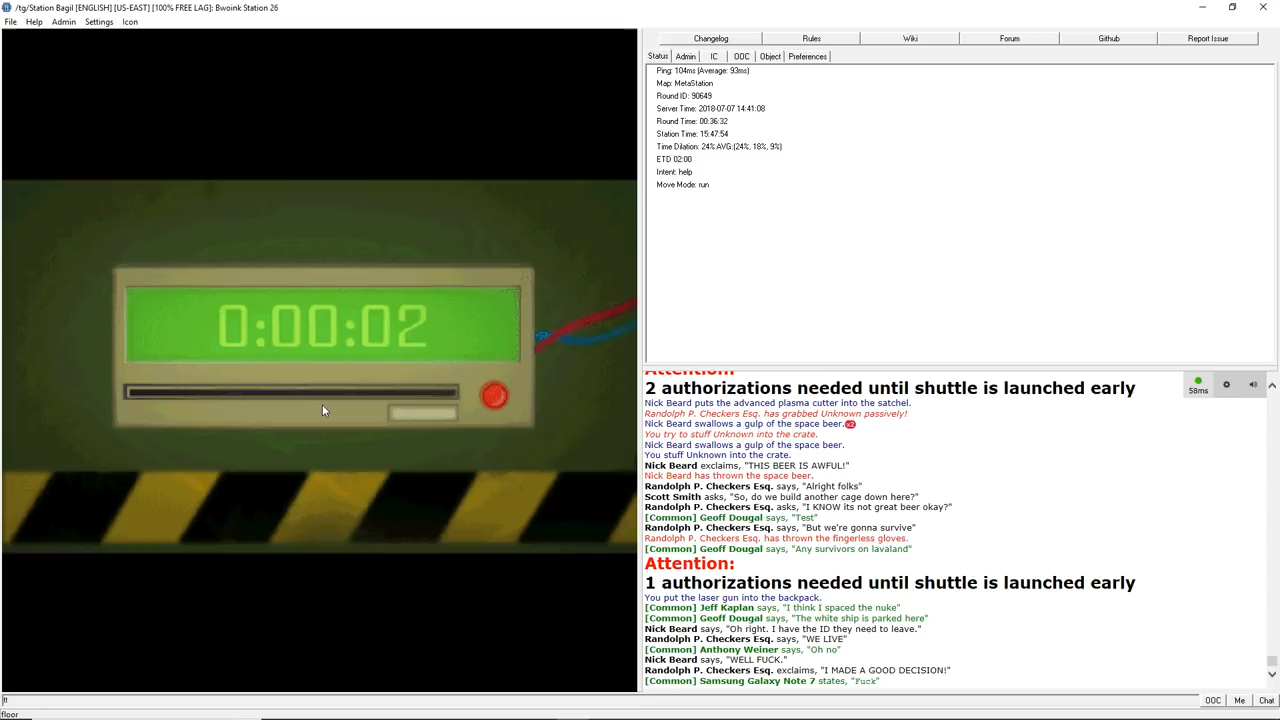 /tg/Station Bagil [ENGLISH] [US-EAST] [100% FREE LAG]: Bwoink Station 26
File Help Admin Settings Icon
Changelog Rules Wiki Forum Github Report Issue
Status Admin IC OOC Object Preferences
Ping: 104ms (Average: 93ms)
Map: MetaStation
Round ID: 90649
Server Time: 2018-07-07 14:41:08
Round Time: 00:36:32
Station Time: 15:47:54
Time Dilation: 24% AVG:(24%, 18%, 9%)
ETD 02:00
Intent: help
Move Mode: run
0:00:02
Attention:
2 authorizations needed until shuttle is launched early
58ms
Nick Beard puts the advanced plasma cutter into the satchel.
Randolph P. Checkers Esq. has grabbed Unknown passively!
Nick Beard swallows a gulp of the space beer. x2
You try to stuff Unknown into the crate.
Nick Beard swallows a gulp of the space beer.
You stuff Unknown into the crate.
Nick Beard exclaims, "THIS BEER IS AWFUL!"
Nick Beard has thrown the space beer.
Randolph P. Checkers Esq. says, "Alright folks"
Scott Smith asks, "So, do we build another cage down here?"
Randolph P. Checkers Esq. asks, "I KNOW its not great beer okay?"
[Common] Geoff Dougal says, "Test"
Randolph P. Checkers Esq. says, "But we're gonna survive"
Randolph P. Checkers Esq. has thrown the fingerless gloves.
[Common] Geoff Dougal says, "Any survivors on lavaland"
Attention:
1 authorizations needed until shuttle is launched early
You put the laser gun into the backpack.
[Common] Jeff Kaplan says, "I think I spaced the nuke"
[Common] Geoff Dougal says, "The white ship is parked here"
Nick Beard says, "Oh right. I have the ID they need to leave."
Randolph P. Checkers Esq. says, "WE LIVE"
[Common] Anthony Weiner says, "Oh no"
Nick Beard says, "WELL FUCK."
Randolph P. Checkers Esq. exclaims, "I MADE A GOOD DECISION!"
[Common] Samsung Galaxy Note 7 states, "Fuck"
OOC Me Chat
floor